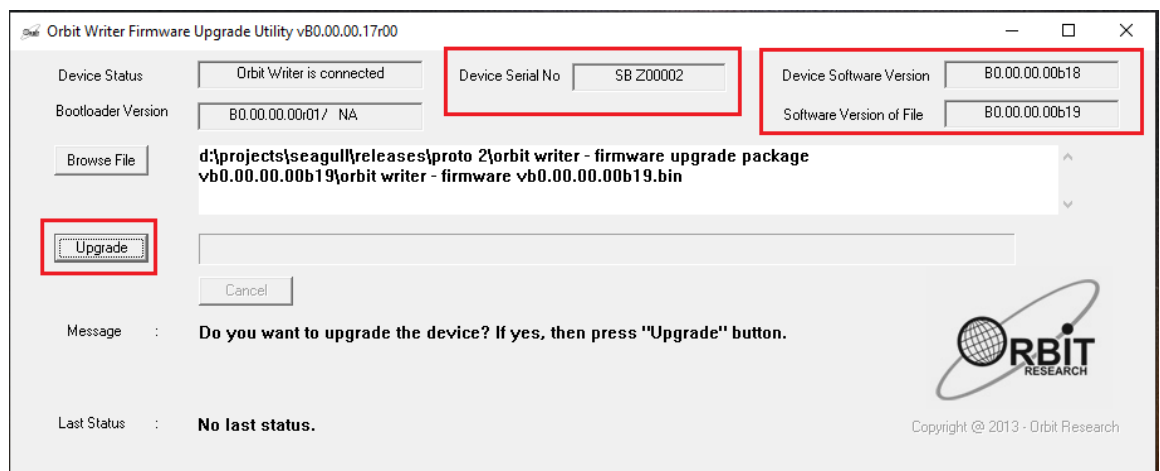 Orbit Writer Firmware Upgrade Utility vB0.00.00.17r00
Device Status Orbit Writer is connected Device Serial No SB Z00002 Device Software Version B0.00.00.00b18
Bootloader Version B0.00.00.00r01/ NA Software Version of File B0.00.00.00b19
Browse File d:\projects\seagull\releases\proto 2\orbit writer - firmware upgrade package
vb0.00.00.00b19\orbit writer - firmware vb0.00.00.00b19.bin
Upgrade
Cancel
Message : Do you want to upgrade the device? If yes, then press "Upgrade" button.
ORBIT
RESEARCH
Last Status : No last status.
Copyright @ 2013 - Orbit Research